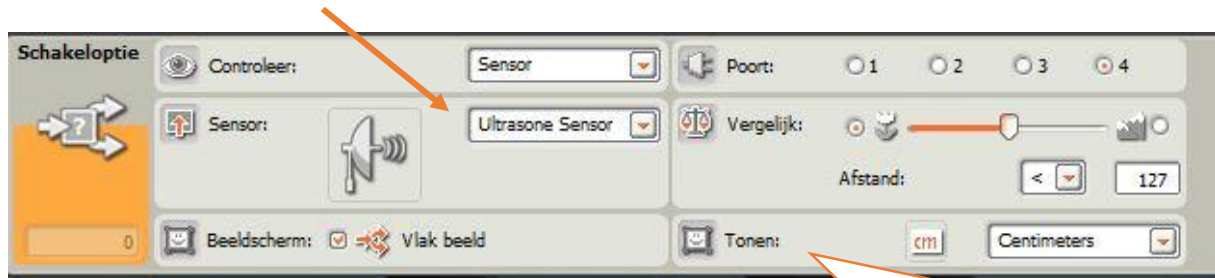 Schakeloptie
Controleer: Sensor
Poort: 1 2 3 4
Sensor: Ultrasone Sensor
Vergelijk:
Afstand: < 127
0
Beeldscherm: Vlak beeld
Tonen: cm Centimeters